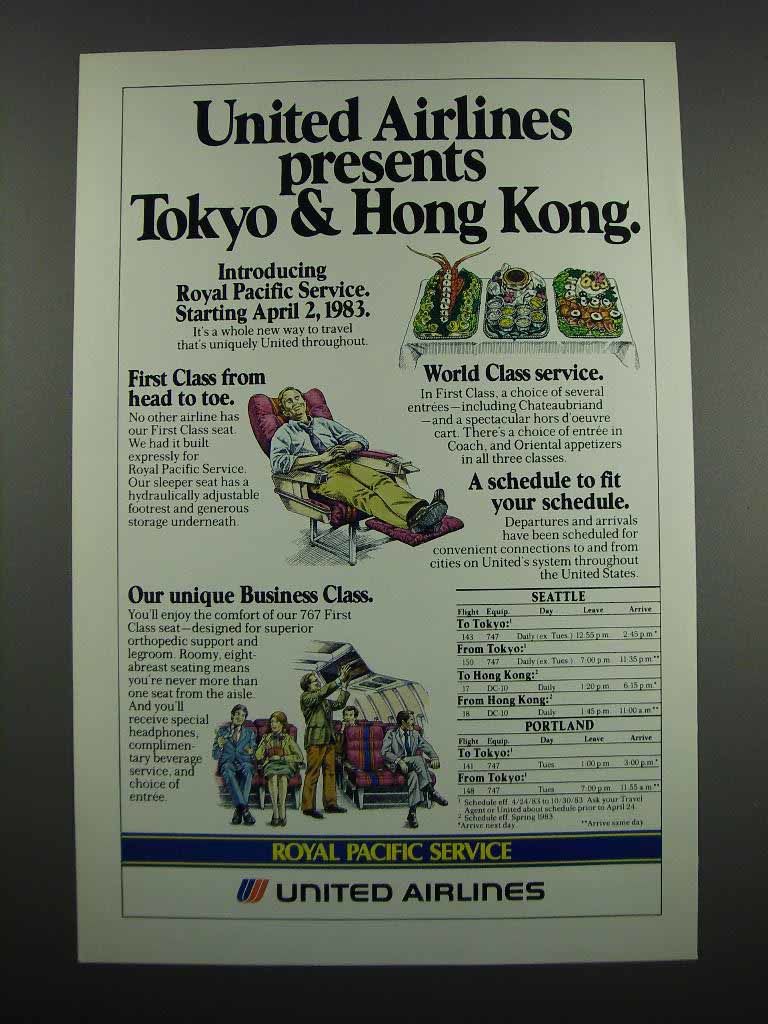 United Airlines
presents
Tokyo & Hong Kong.
Introducing
Royal Pacific Service.
Starting April 2, 1983.
It's a whole new way to travel
that's uniquely United throughout.
First Class from
head to toe.
No other airline has
our First Class seat.
We had it built
expressly for
Royal Pacific Service.
Our sleeper seat has a
hydraulically adjustable
footrest and generous
storage underneath.
World Class service.
In First Class, a choice of several
entrées—including Chateaubriand
—and a spectacular hors d'oeuvre
cart. There's a choice of entrée in
Coach, and Oriental appetizers
in all three classes.
A schedule to fit
your schedule.
Departures and arrivals
have been scheduled for
convenient connections to and from
cities on United's system throughout
the United States.
Our unique Business Class.
You'll enjoy the comfort of our 767 First
Class seat—designed for superior
orthopedic support and
legroom. Roomy, eight-
abreast seating means
you're never more than
one seat from the aisle.
And you'll
receive special
headphones,
complimen-
tary beverage
service, and
choice of
entrée.
SEATTLE
Flight Equip. Day Leave Arrive
To Tokyo:¹
143 747 Daily (ex. Tues.) 12:55 p.m. 2:45 p.m.*
From Tokyo:¹
150 747 Daily (ex. Tues.) 7:00 p.m. 11:35 p.m.**
To Hong Kong:²
17 DC-10 Daily 1:20 p.m. 6:15 p.m.*
From Hong Kong:²
18 DC-10 Daily 1:45 p.m. 11:00 a.m.**
PORTLAND
Flight Equip. Day Leave Arrive
To Tokyo:¹
141 747 Tues. 1:00 p.m. 3:00 p.m.*
From Tokyo:¹
148 747 Tues. 7:00 p.m. 11:55 a.m.**
¹ Schedule eff. 4/24/83 to 10/30/83. Ask your Travel
Agent or United about schedule prior to April 24.
² Schedule eff. Spring 1983.
*Arrive next day **Arrive same day
ROYAL PACIFIC SERVICE
UNITED AIRLINES